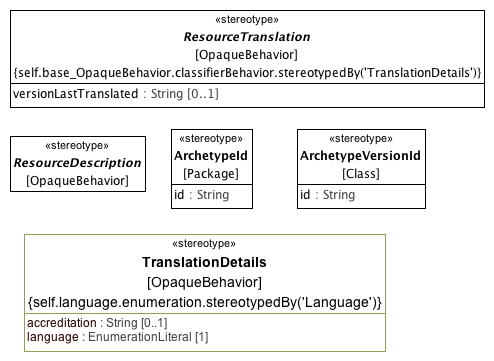 «stereotype»
ResourceTranslation
[OpaqueBehavior]
{self.base_OpaqueBehavior.classifierBehavior.stereotypedBy('TranslationDetails')}
versionLastTranslated : String [0..1]
«stereotype»
ResourceDescription
[OpaqueBehavior]
«stereotype»
ArchetypeId
[Package]
id : String
«stereotype»
ArchetypeVersionId
[Class]
id : String
«stereotype»
TranslationDetails
[OpaqueBehavior]
{self.language.enumeration.stereotypedBy('Language')}
accreditation : String [0..1]
language : EnumerationLiteral [1]